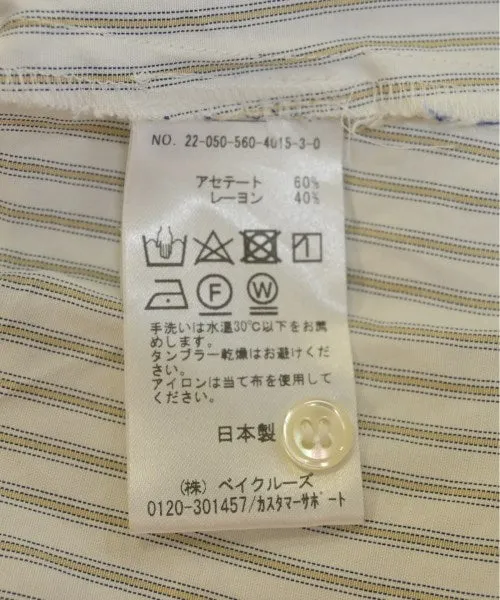 NO. 22-050-560-4015-3-0
アセテート 60%
レーヨン 40%
F W
手洗いは水温30℃以下をお薦
めします。
タンブラー乾燥はお避けくだ
さい。
アイロンは当て布を使用して
ください。
日本製
(株) ベイクルーズ
0120-301457/カスタマーサポート